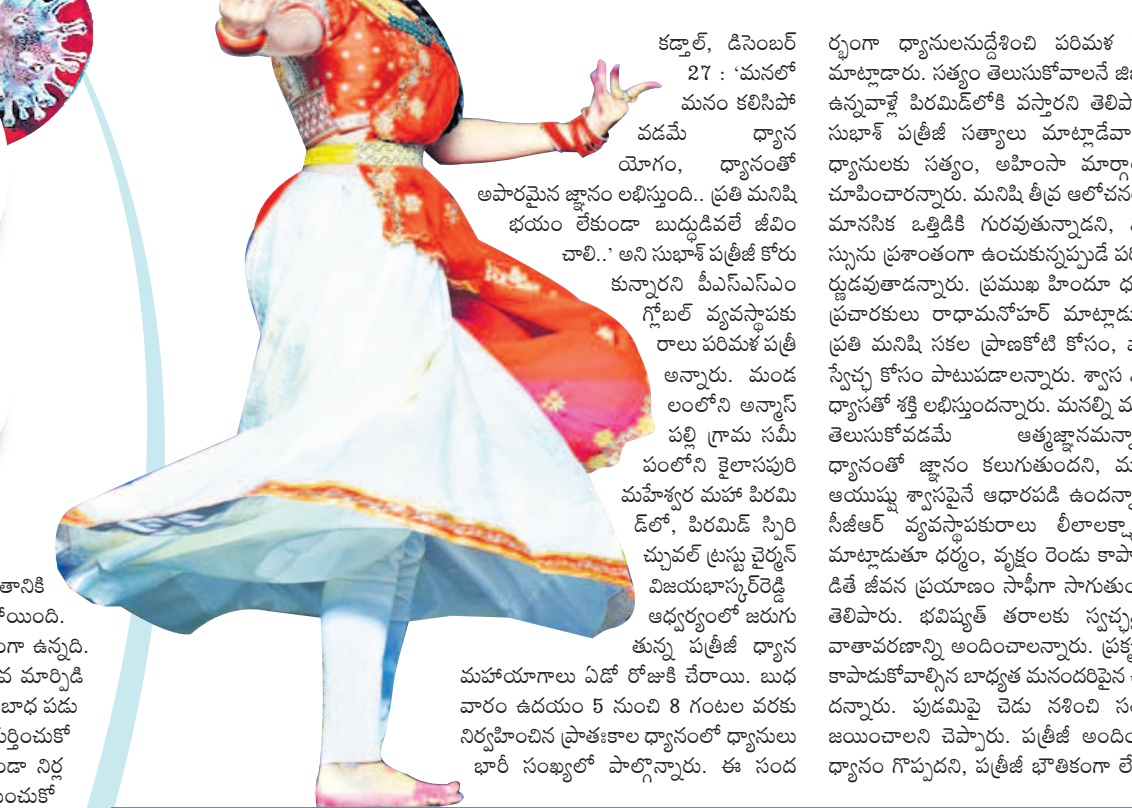 కడ్తాల్, డిసెంబర్
27 : ‘మనలో
మనం కలిసిపో
వడమే ధ్యాన
యోగం, ధ్యానంతో
అపారమైన జ్ఞానం లభిస్తుంది.. ప్రతి మనిషి
భయం లేకుండా బుద్ధుడివలే జీవిం
చాలి..’ అని సుభాశ్ పత్రీజీ కోరు
కున్నారని పీఎస్ఎస్ఎం
గ్లోబల్ వ్యవస్థాపకు
రాలు పరిమళ పత్రీ
అన్నారు. మండ
లంలోని అన్మాస్
పల్లి గ్రామ సమీ
పంలోని కైలాసపురి
మహేశ్వర మహా పిరమి
డ్‌లో, పిరమిడ్ స్పిరి
చ్చువల్ ట్రస్టు చైర్మన్
విజయభాస్కర్‌రెడ్డి
ఆధ్వర్యంలో జరుగు
తున్న పత్రీజీ ధ్యాన
మహాయాగాలు ఏడో రోజుకి చేరాయి. బుధ
వారం ఉదయం 5 నుంచి 8 గంటల వరకు
నిర్వహించిన ప్రాతఃకాల ధ్యానంలో ధ్యానులు
భారీ సంఖ్యలో పాల్గొన్నారు. ఈ సంద
ర్భంగా ధ్యానులనుద్దేశించి పరిమళ
మాట్లాడారు. సత్యం తెలుసుకోవాలనే
ఉన్నవాళ్లే పిరమిడ్‌లోకి వస్తారని
సుభాశ్ పత్రీజీ సత్యాలు
ధ్యానులకు సత్యం, అహింసా
చూపించారన్నారు. మనిషి తీవ్ర
మానసిక ఒత్తిడికి గురవుతున్నాడని,
స్సును ప్రశాంతంగా ఉంచుకున్నప్పుడే
ర్ణుడవుతాడన్నారు. ప్రముఖ హిందూ
ప్రచారకులు రాధామనోహర్
ప్రతి మనిషి సకల ప్రాణకోటి కోసం,
స్వేచ్ఛ కోసం పాటుపడాలన్నారు. శ్వాస
ధ్యాసతో శక్తి లభిస్తుందన్నారు. మనల్ని
తెలుసుకోవడమే
ధ్యానంతో జ్ఞానం కలుగుతుందని,
ఆయుష్షు శ్వాసపైనే ఆధారపడి
సీజీఆర్ వ్యవస్థాపకురాలు
మాట్లాడుతూ ధర్మం, వృక్షం రెండు
డితే జీవన ప్రయాణం సాఫీగా
తెలిపారు. భవిష్యత్ తరాలకు
వాతావరణాన్ని అందించాలన్నారు.
కాపాడుకోవాల్సిన బాధ్యత మనందరిపైన
దన్నారు. పుడమిపై చెడు నశించి
జయించాలని చెప్పారు. పత్రీజీ
ధ్యానం గొప్పదని, పత్రీజీ భౌతికంగా
ఉన్నది.
మార్పిడి
బాధ పడు
నిర్ల